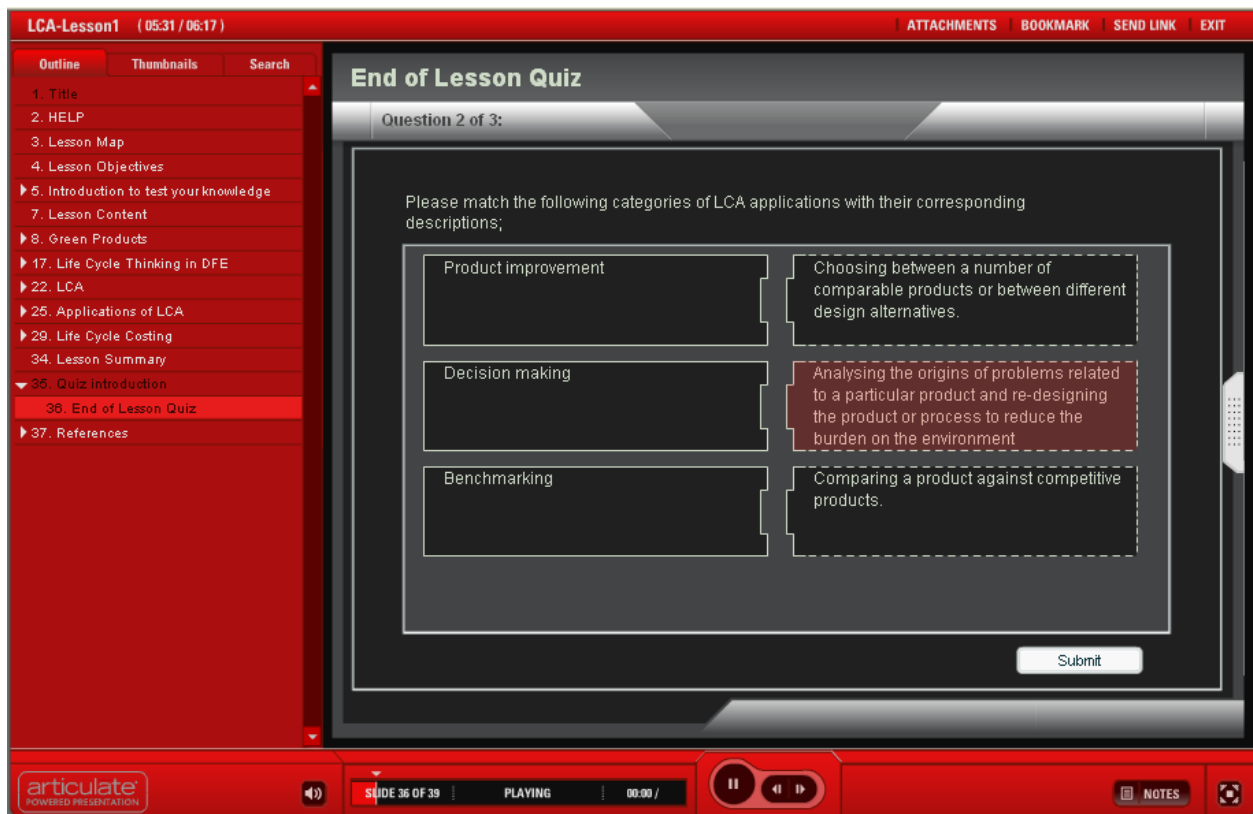 LCA-Lesson1 ( 05:31 / 06:17 )
ATTACHMENTS BOOKMARK SEND LINK EXIT
Outline Thumbnails Search
1. Title
2. HELP
3. Lesson Map
4. Lesson Objectives
5. Introduction to test your knowledge
7. Lesson Content
8. Green Products
17. Life Cycle Thinking in DFE
22. LCA
25. Applications of LCA
29. Life Cycle Costing
34. Lesson Summary
35. Quiz introduction
36. End of Lesson Quiz
37. References
End of Lesson Quiz
Question 2 of 3:
Please match the following categories of LCA applications with their corresponding
descriptions;
Product improvement
Choosing between a number of
comparable products or between different
design alternatives.
Decision making
Analysing the origins of problems related
to a particular product and re-designing
the product or process to reduce the
burden on the environment
Benchmarking
Comparing a product against competitive
products.
Submit
articulate
POWERED PRESENTATION
SLIDE 36 OF 39 PLAYING 00:00 /
NOTES